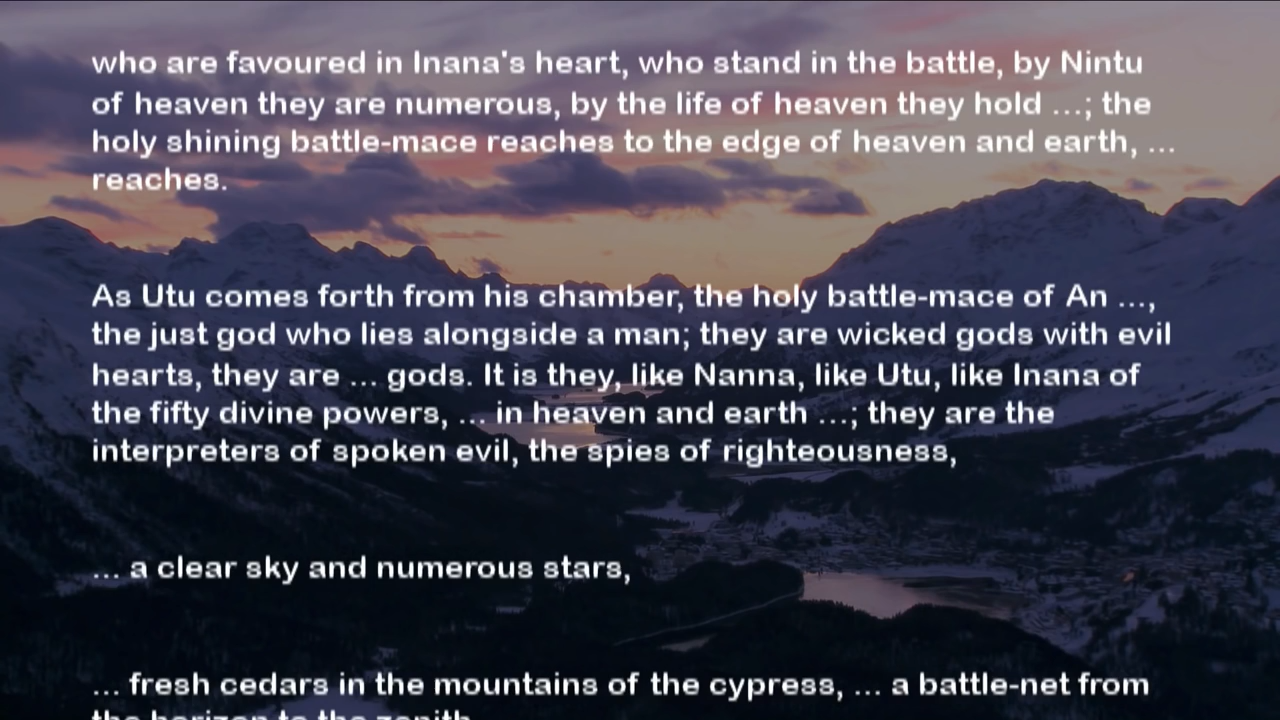 who are favoured in Inana's heart, who stand in the battle, by Nintu
of heaven they are numerous, by the life of heaven they hold ...; the
holy shining battle-mace reaches to the edge of heaven and earth, ...
reaches.
As Utu comes forth from his chamber, the holy battle-mace of An ...,
the just god who lies alongside a man; they are wicked gods with evil
hearts, they are ... gods. It is they, like Nanna, like Utu, like Inana of
the fifty divine powers, ... in heaven and earth ...; they are the
interpreters of spoken evil, the spies of righteousness,
... a clear sky and numerous stars,
... fresh cedars in the mountains of the cypress, ... a battle-net from
the horizon to the zenith